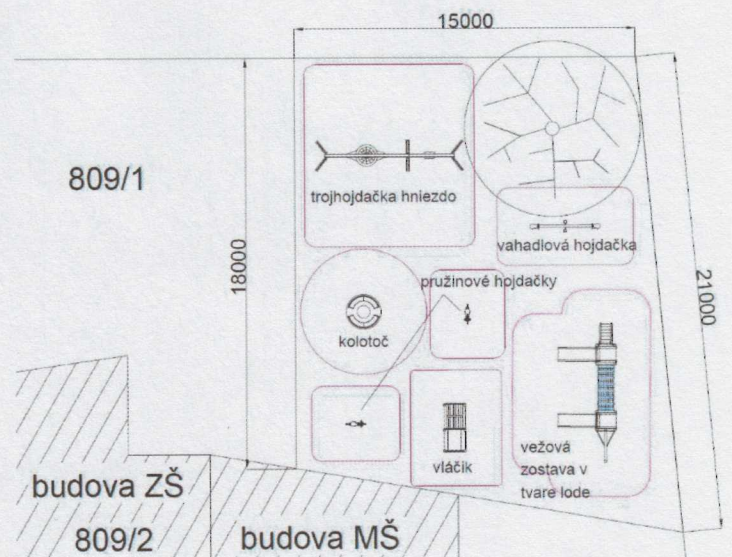 15000
809/1
trojhojdačka hniezdo
vahadlová hojdačka
18000
pružinové hojdačky
21000
kolotoč
vláčik
vežová
zostava v
tvare lode
budova ZŠ
809/2
budova MŠ